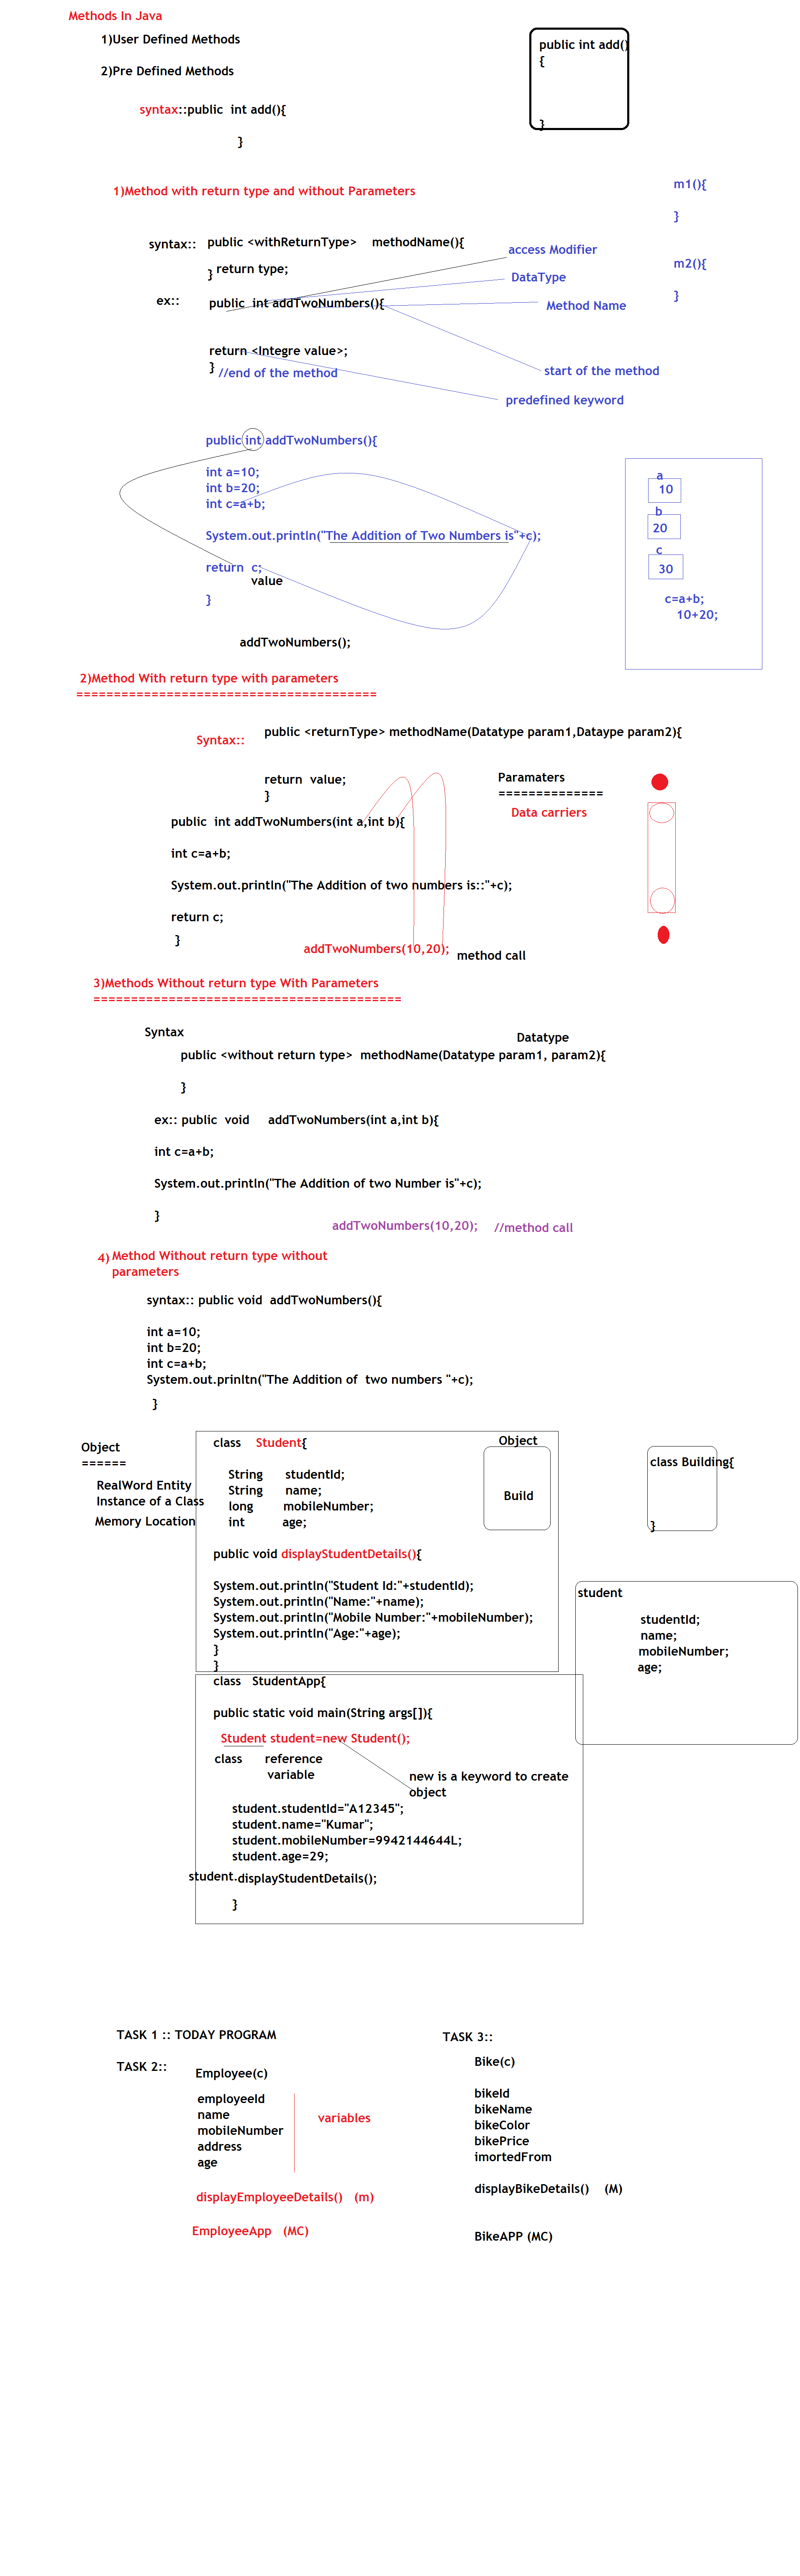 Methods In Java
1)User Defined Methods
2)Pre Defined Methods
public int add()
{
}
syntax::public  int add(){
}
1)Method with return type and without Parameters
m1(){
}
m2(){
}
syntax::
public <withReturnType>    methodName(){
return type;
}
ex::
public  int addTwoNumbers(){
return <Integre value>;
}
//end of the method
access Modifier
DataType
Method Name
start of the method
predefined keyword
public int addTwoNumbers(){
int a=10;
int b=20;
int c=a+b;
System.out.println("The Addition of Two Numbers is"+c);
return  c;
value
}
addTwoNumbers();
a
10
b
20
c
30
c=a+b;
10+20;
2)Method With return type with parameters
========================================
Syntax::
public <returnType> methodName(Datatype param1,Dataype param2){
return  value;
}
Paramaters
==============
Data carriers
public  int addTwoNumbers(int a,int b){
int c=a+b;
System.out.println("The Addition of two numbers is::"+c);
return c;
}
addTwoNumbers(10,20);
method call
3)Methods Without return type With Parameters
=========================================
Syntax
Datatype
public <without return type>  methodName(Datatype param1, param2){
}
ex:: public  void     addTwoNumbers(int a,int b){
int c=a+b;
System.out.println("The Addition of two Number is"+c);
}
addTwoNumbers(10,20);    //method call
4) Method Without return type without
parameters
syntax:: public void  addTwoNumbers(){
int a=10;
int b=20;
int c=a+b;
System.out.println("The Addition of  two numbers "+c);
}
Object
======
RealWord Entity
Instance of a Class
Memory Location
class    Student{
String      studentId;
String      name;
long        mobileNumber;
int          age;
public void displayStudentDetails(){
System.out.println("Student Id:"+studentId);
System.out.println("Name:"+name);
System.out.println("Mobile Number:"+mobileNumber);
System.out.println("Age:"+age);
}
}
Object
Build
class Building{
}
student
studentId;
name;
mobileNumber;
age;
class   StudentApp{
public static void main(String args[]){
Student student=new Student();
class      reference
variable
new is a keyword to create
object
student.studentId="A12345";
student.name="Kumar";
student.mobileNumber=9942144644L;
student.age=29;
student.displayStudentDetails();
}
TASK 1 :: TODAY PROGRAM
TASK 2::
Employee(c)
employeeId
name
mobileNumber
address
age
variables
displayEmployeeDetails()   (m)
EmployeeApp   (MC)
TASK 3::
Bike(c)
bikeId
bikeName
bikeColor
bikePrice
imortedFrom
displayBikeDetails()    (M)
BikeAPP (MC)